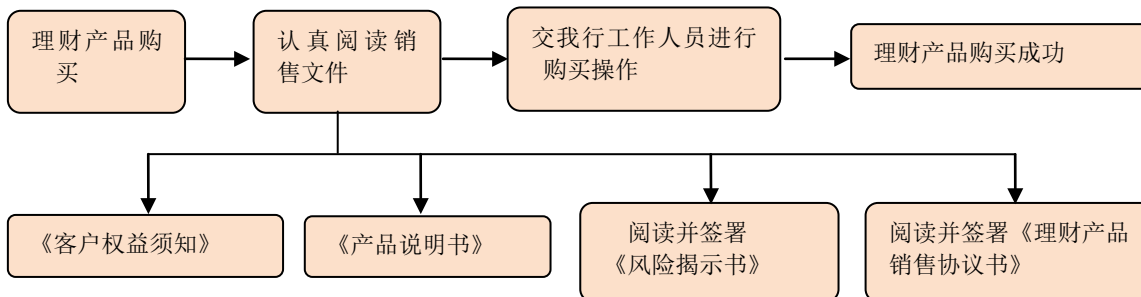 理财产品购
买
认真阅读销
售文件
交我行工作人员进行
购买操作
理财产品购买成功
《客户权益须知》
《产品说明书》
阅读并签署
《风险揭示书》
阅读并签署《理财产品
销售协议书》